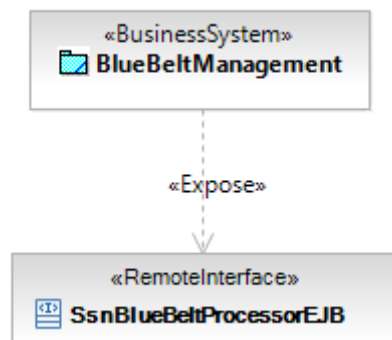 «BusinessSystem»
BlueBeltManagement
«Expose»
«RemoteInterface»
SsnBlueBeltProcessorEJB